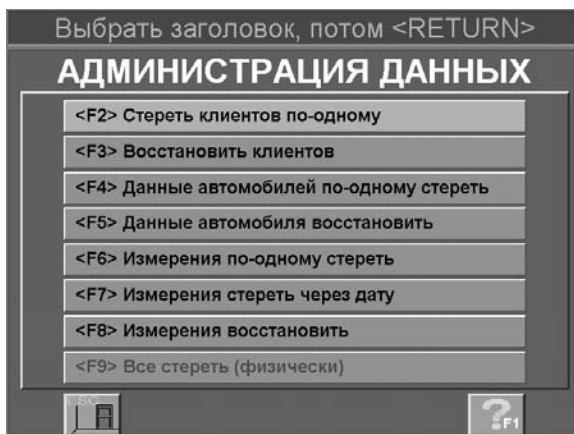 Выбрать заголовок, потом <RETURN>
АДМИНИСТРАЦИЯ ДАННЫХ
<F2> Стереть клиентов по-одному
<F3> Восстановить клиентов
<F4> Данные автомобилей по-одному стереть
<F5> Данные автомобиля восстановить
<F6> Измерения по-одному стереть
<F7> Измерения стереть через дату
<F8> Измерения восстановить
<F9> Все стереть (физически)
ESC
? F1